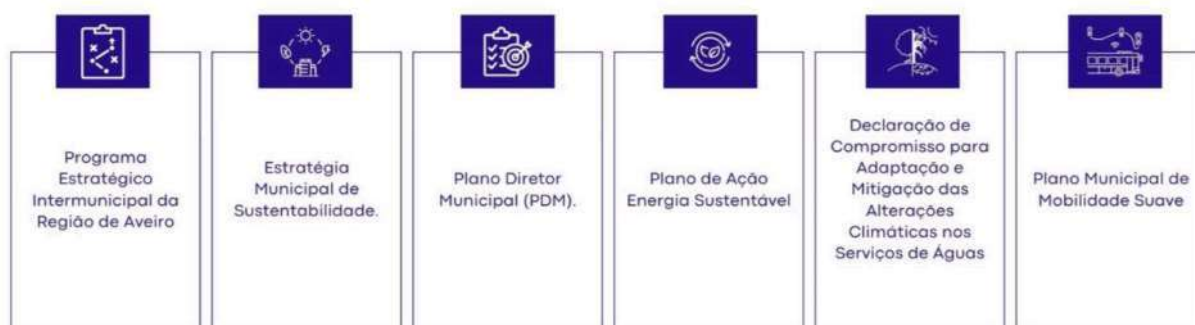 Programa
Estratégico
Intermunicipal da
Região de Aveiro
Estratégia
Municipal de
Sustentabilidade.
Plano Diretor
Municipal (PDM).
Plano de Ação
Energia Sustentável
Declaração de
Compromisso para
Adaptação e
Mitigação das
Alterações
Climáticas nos
Serviços de Águas
Plano Municipal de
Mobilidade Suave